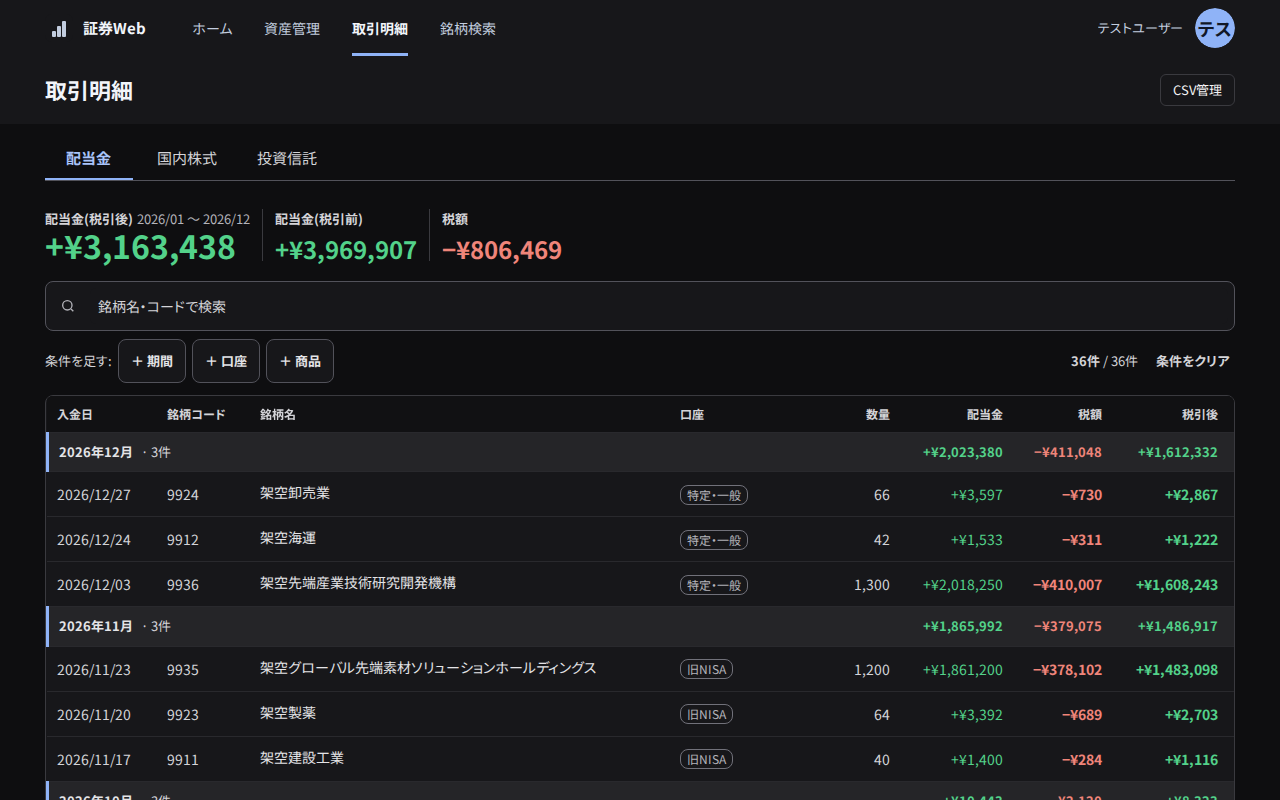 証券Web ホーム 資産管理 取引明細 銘柄検索 テストユーザー テス
取引明細 CSV管理
配当金 国内株式 投資信託
配当金(税引後) 2026/01 〜 2026/12 配当金(税引前) 税額
+¥3,163,438 +¥3,969,907 −¥806,469
銘柄名・コードで検索
条件を足す: + 期間 + 口座 + 商品 36件 / 36件 条件をクリア
入金日 銘柄コード 銘柄名 口座 数量 配当金 税額 税引後
2026年12月 · 3件 +¥2,023,380 −¥411,048 +¥1,612,332
2026/12/27 9924 架空卸売業 特定・一般 66 +¥3,597 −¥730 +¥2,867
2026/12/24 9912 架空海運 特定・一般 42 +¥1,533 −¥311 +¥1,222
2026/12/03 9936 架空先端産業技術研究開発機構 特定・一般 1,300 +¥2,018,250 −¥410,007 +¥1,608,243
2026年11月 · 3件 +¥1,865,992 −¥379,075 +¥1,486,917
2026/11/23 9935 架空グローバル先端素材ソリューションホールディングス 旧NISA 1,200 +¥1,861,200 −¥378,102 +¥1,483,098
2026/11/20 9923 架空製薬 旧NISA 64 +¥3,392 −¥689 +¥2,703
2026/11/17 9911 架空建設工業 旧NISA 40 +¥1,400 −¥284 +¥1,116
2026年10月 · 3件